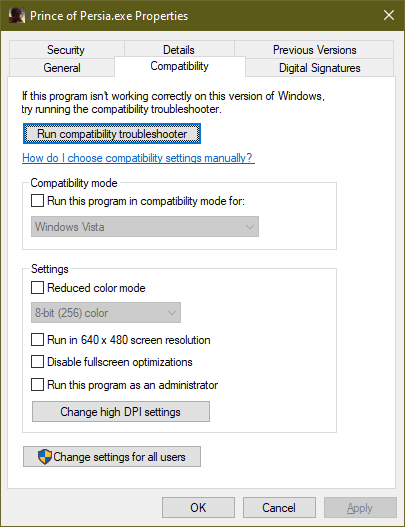 Prince of Persia.exe Properties
Security Details Previous Versions
General Compatibility Digital Signatures
If this program isn't working correctly on this version of Windows,
try running the compatibility troubleshooter.
Run compatibility troubleshooter
How do I choose compatibility settings manually?
Compatibility mode
Run this program in compatibility mode for:
Windows Vista
Settings
Reduced color mode
8-bit (256) color
Run in 640 x 480 screen resolution
Disable fullscreen optimizations
Run this program as an administrator
Change high DPI settings
Change settings for all users
OK Cancel Apply